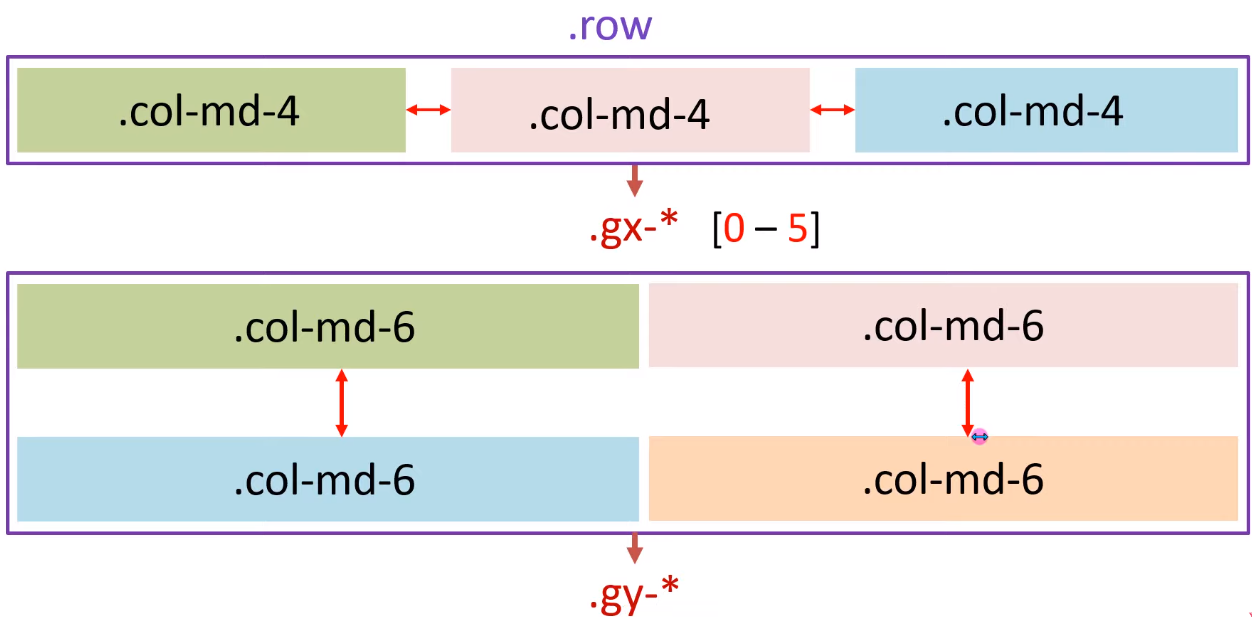 .row
.col-md-4 .col-md-4 .col-md-4
.gx-* [0 – 5]
.col-md-6 .col-md-6
.col-md-6 .col-md-6
.gy-*